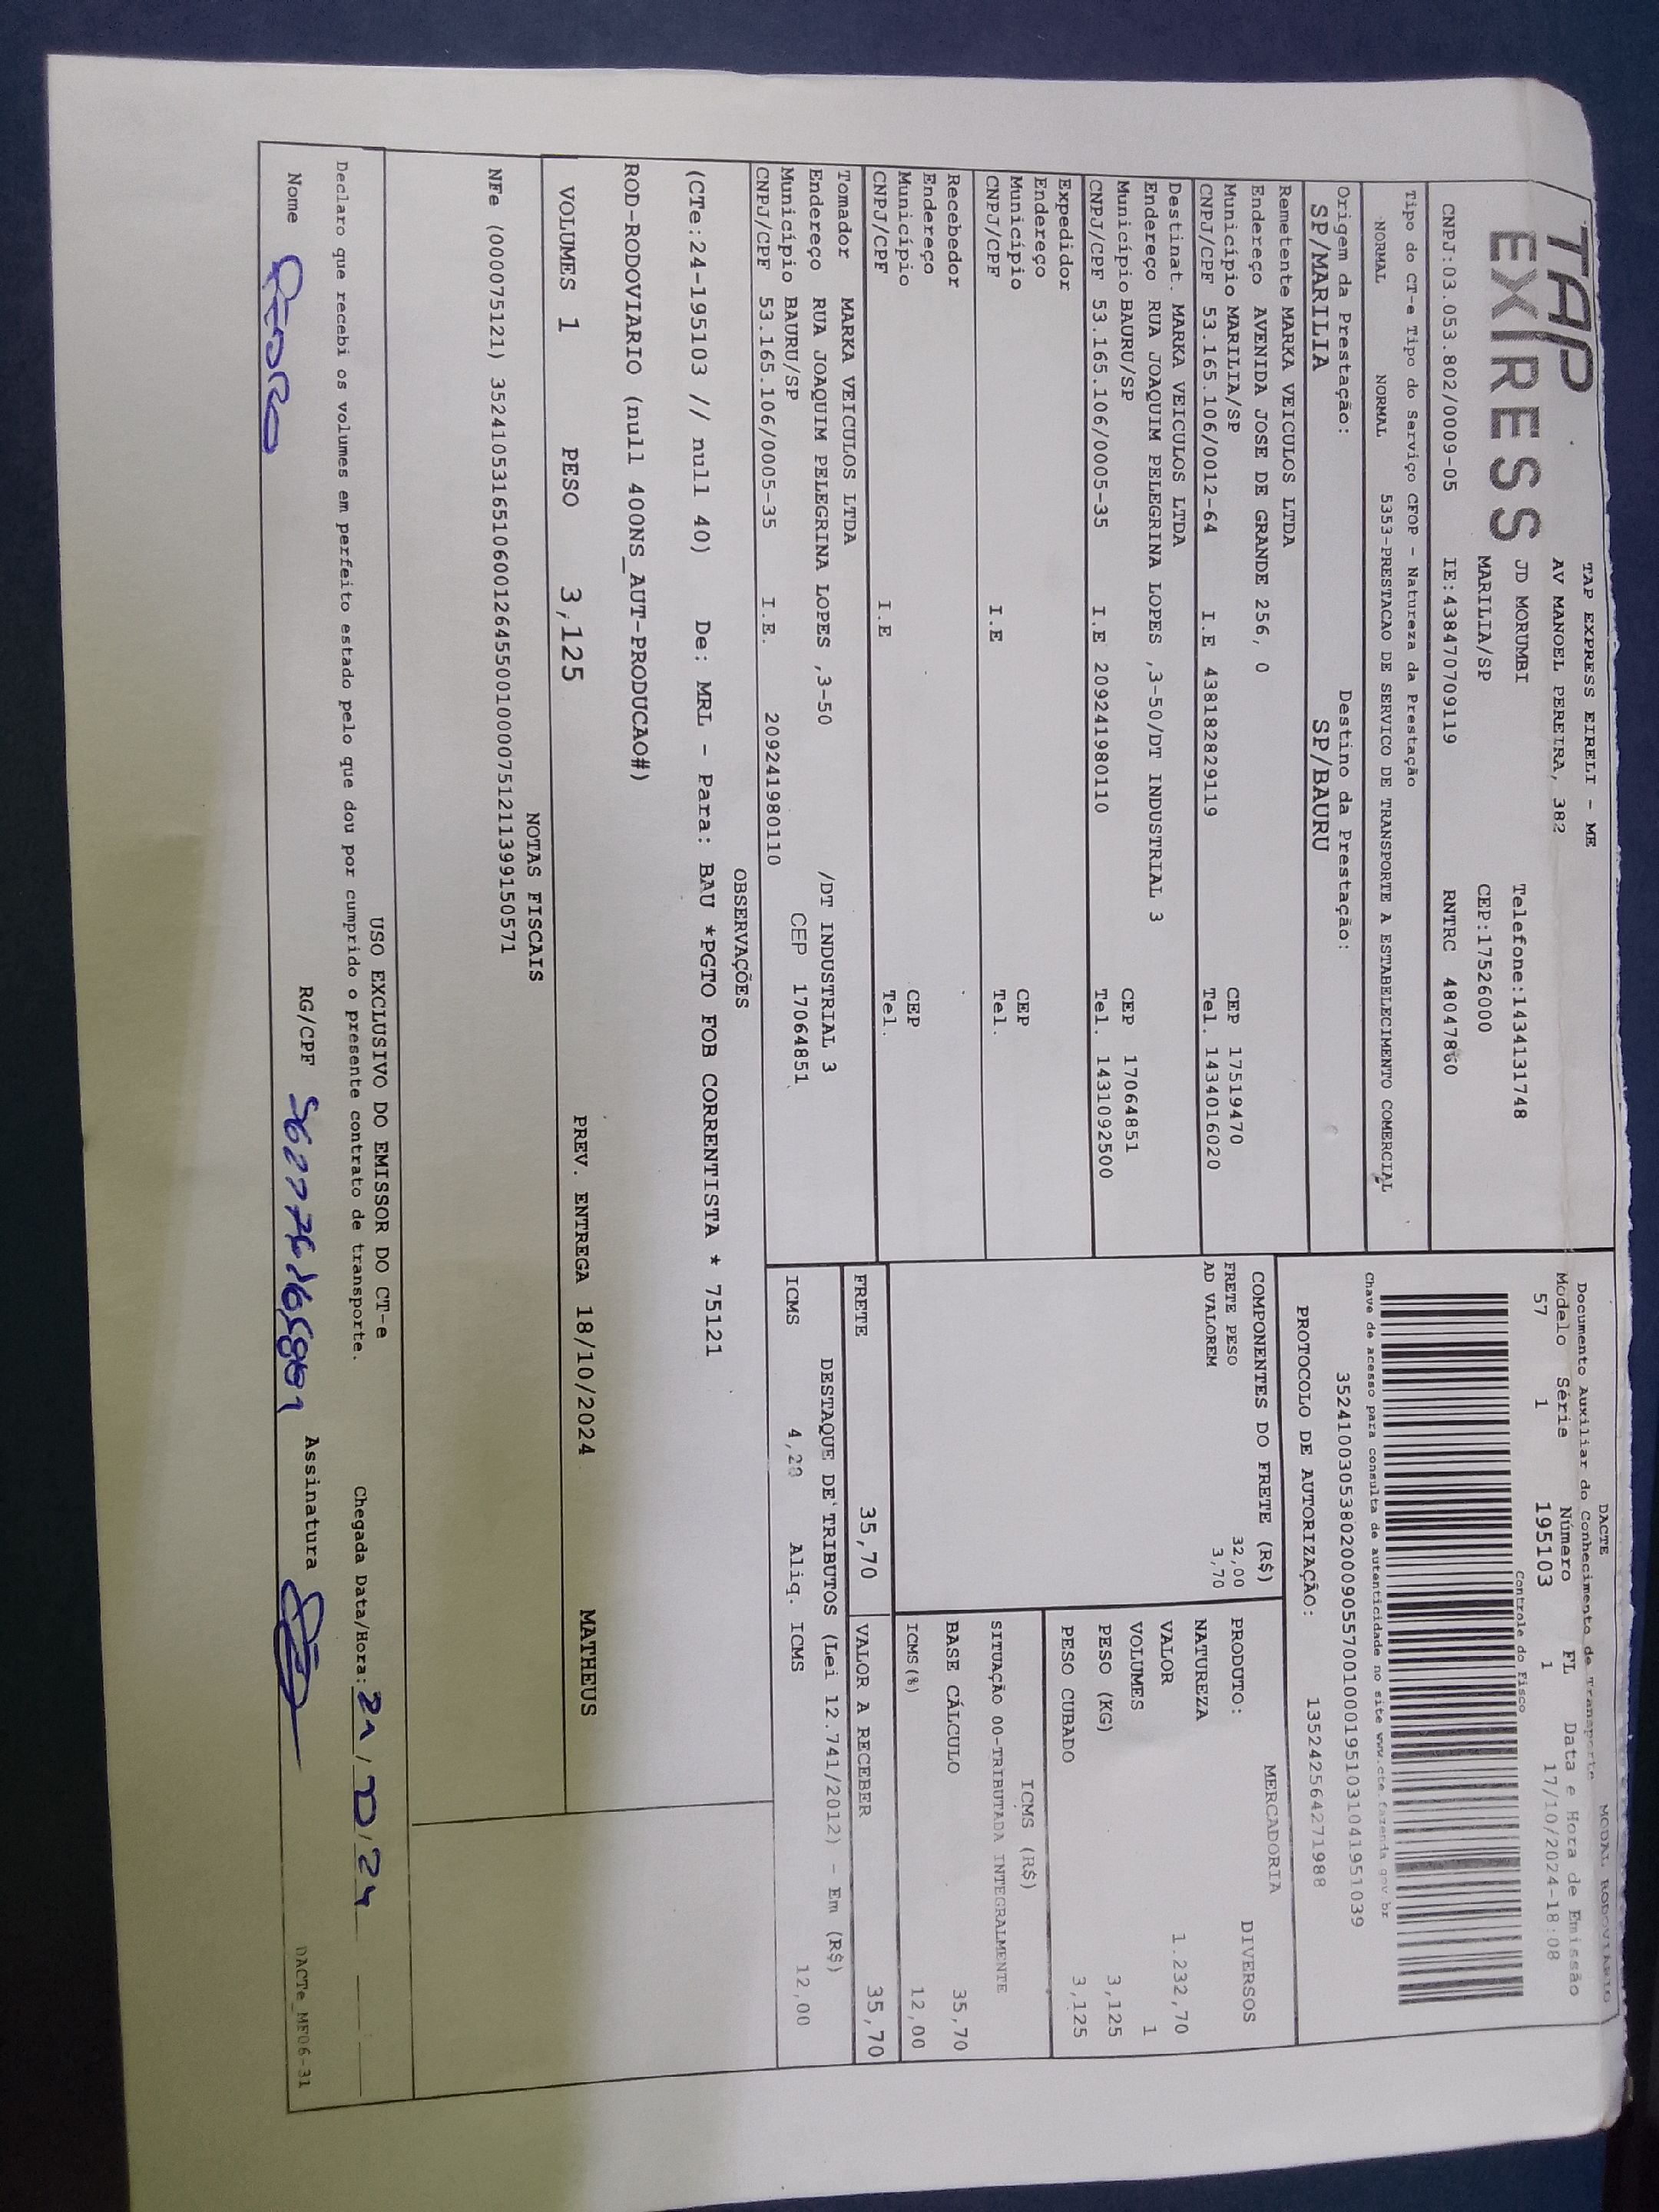 TAP
EXPRESS
TAP EXPRESS EIRELI - ME
AV MANOEL PEREIRA, 382
JD MORUMBI Telefone:1434131748
MARILIA/SP CEP:17526000
CNPJ:03.053.802/0009-05 IE:438470709119 RNTRC 48047860
DACTE MODAL RODOVIARIO
Documento Auxiliar do Conhecimento de Transporte
Modelo Série Número FL Data e Hora de Emissão
57 1 195103 1 17/10/2024-18:08
Controle do Fisco
Chave de acesso para consulta de autenticidade no site www.cte.fazenda.gov.br
35241003053802000905570010001951031041951039
PROTOCOLO DE AUTORIZAÇÃO: 135242564271988
Tipo do CT-e Tipo do Serviço CFOP - Natureza da Prestação
NORMAL NORMAL 5353-PRESTACAO DE SERVICO DE TRANSPORTE A ESTABELECIMENTO COMERCIAL
Origem da Prestação: Destino da Prestação:
SP/MARILIA SP/BAURU
Remetente MARKA VEICULOS LTDA
Endereço AVENIDA JOSE DE GRANDE 256, 0
Município MARILIA/SP CEP 17519470
CNPJ/CPF 53.165.106/0012-64 I.E 438182829119 Tel. 1434016020
Destinat. MARKA VEICULOS LTDA
Endereço RUA JOAQUIM PELEGRINA LOPES ,3-50/DT INDUSTRIAL 3
Município BAURU/SP CEP 17064851
CNPJ/CPF 53.165.106/0005-35 I.E 209241980110 Tel. 1431092500
Expedidor
Endereço
Município CEP
CNPJ/CPF I.E Tel.
Recebedor
Endereço
Município CEP
CNPJ/CPF I.E Tel.
Tomador MARKA VEICULOS LTDA
Endereço RUA JOAQUIM PELEGRINA LOPES ,3-50 /DT INDUSTRIAL 3
Município BAURU/SP CEP 17064851
CNPJ/CPF 53.165.106/0005-35 I.E. 209241980110
COMPONENTES DO FRETE (R$)
FRETE PESO 32,00
AD VALOREM 3,70
MERCADORIA
PRODUTO: DIVERSOS
NATUREZA
VALOR 1.232,70
VOLUMES 1
PESO (KG) 3,125
PESO CUBADO 3,125
ICMS (R$)
SITUAÇÃO 00-TRIBUTADA INTEGRALMENTE
BASE CÁLCULO 35,70
ICMS(%) 12,00
FRETE 35,70 VALOR A RECEBER 35,70
DESTAQUE DE TRIBUTOS (Lei 12.741/2012) - Em (R$)
ICMS 4,28 Aliq. ICMS 12,00
OBSERVAÇÕES
(CTe:24-195103 // null 40) De: MRL - Para: BAU *PGTO FOB CORRENTISTA * 75121
ROD-RODOVIARIO (null 400NS_AUT-PRODUCAO#)
VOLUMES 1 PESO 3,125 PREV. ENTREGA 18/10/2024 MATHEUS
NOTAS FISCAIS
NFe (000075121) 35241053165106001264550010000751211399150571
USO EXCLUSIVO DO EMISSOR DO CT-e
Declaro que recebi os volumes em perfeito estado pelo que dou por cumprido o presente contrato de transporte. Chegada Data/Hora: 21/10/24
Nome PEDRO RG/CPF Assinatura
DACTe_MF06-31